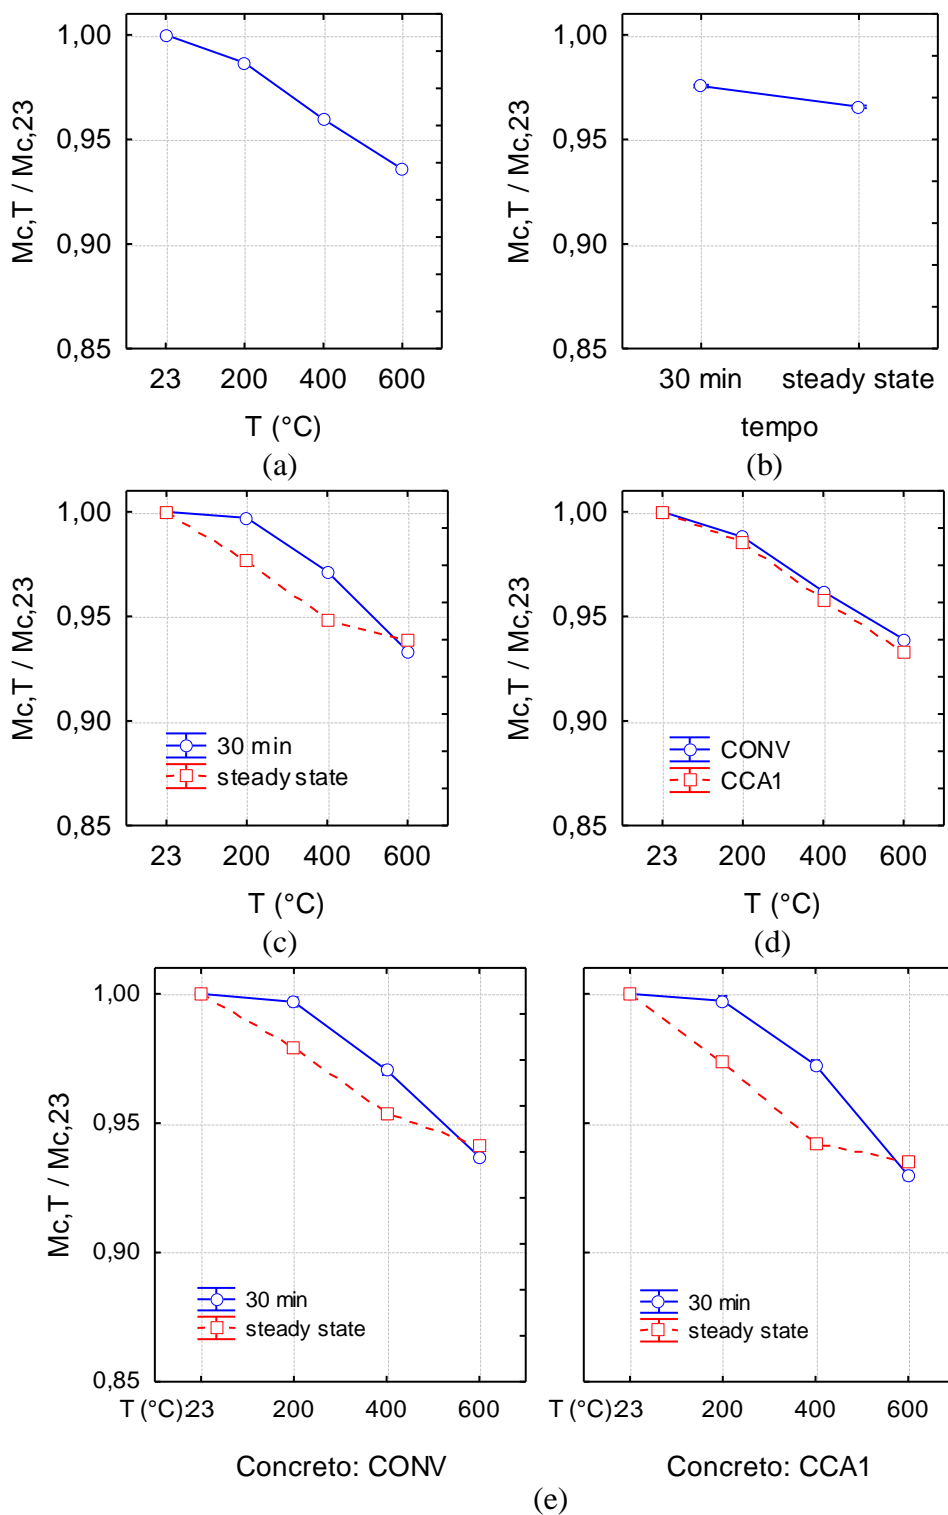 1,00
0,95
0,90
0,85
Mc,T / Mc,23
23 200 400 600
T (°C)
(a)
1,00
0,95
0,90
0,85
Mc,T / Mc,23
30 min steady state
tempo
(b)
1,00
0,95
0,90
0,85
Mc,T / Mc,23
30 min
steady state
23 200 400 600
T (°C)
(c)
1,00
0,95
0,90
0,85
Mc,T / Mc,23
CONV
CCA1
23 200 400 600
T (°C)
(d)
1,00
0,95
0,90
0,85
Mc,T / Mc,23
30 min
steady state
T (°C):23 200 400 600
Concreto: CONV
30 min
steady state
T (°C):23 200 400 600
Concreto: CCA1
(e)